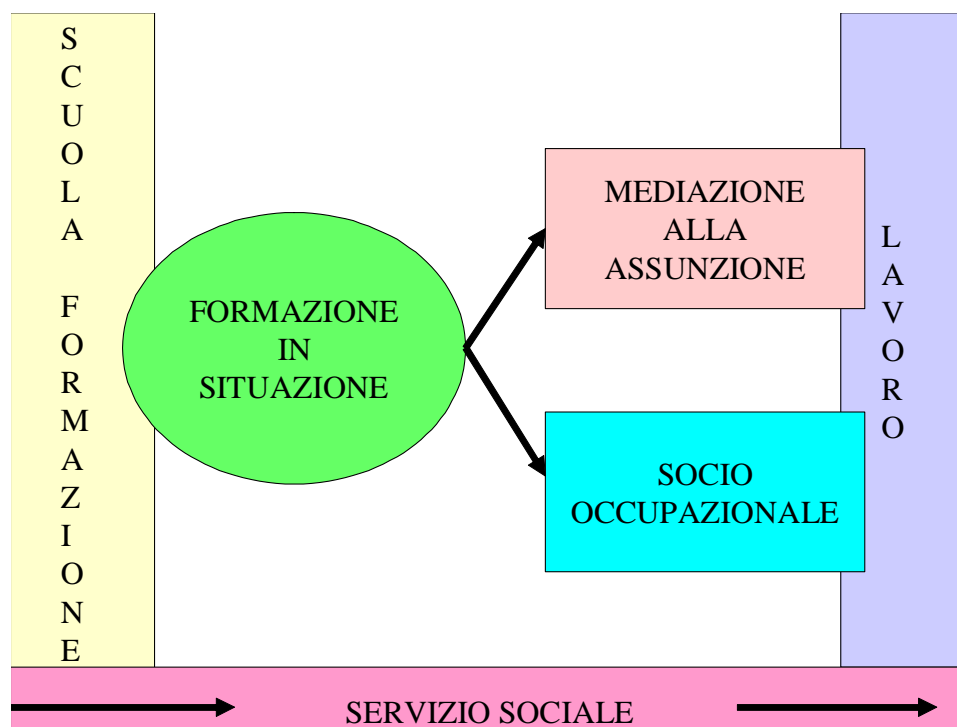 SCUOLA FORMAZIONE
FORMAZIONE
IN
SITUAZIONE
MEDIAZIONE
ALLA
ASSUNZIONE
SOCIO
OCCUPAZIONALE
LAVORO
SERVIZIO SOCIALE